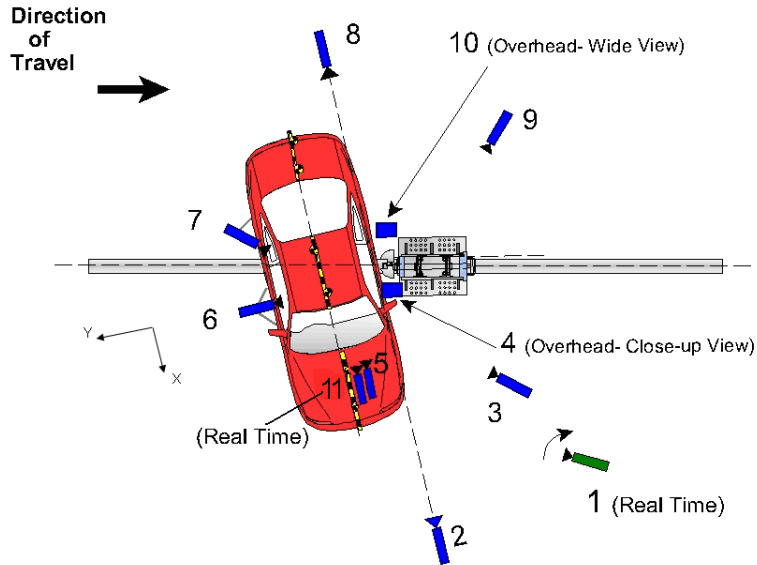 Direction
of
Travel
8
10 (Overhead- Wide View)
9
7
6
Y
X
4 (Overhead- Close-up View)
5
11
(Real Time)
3
1 (Real Time)
2